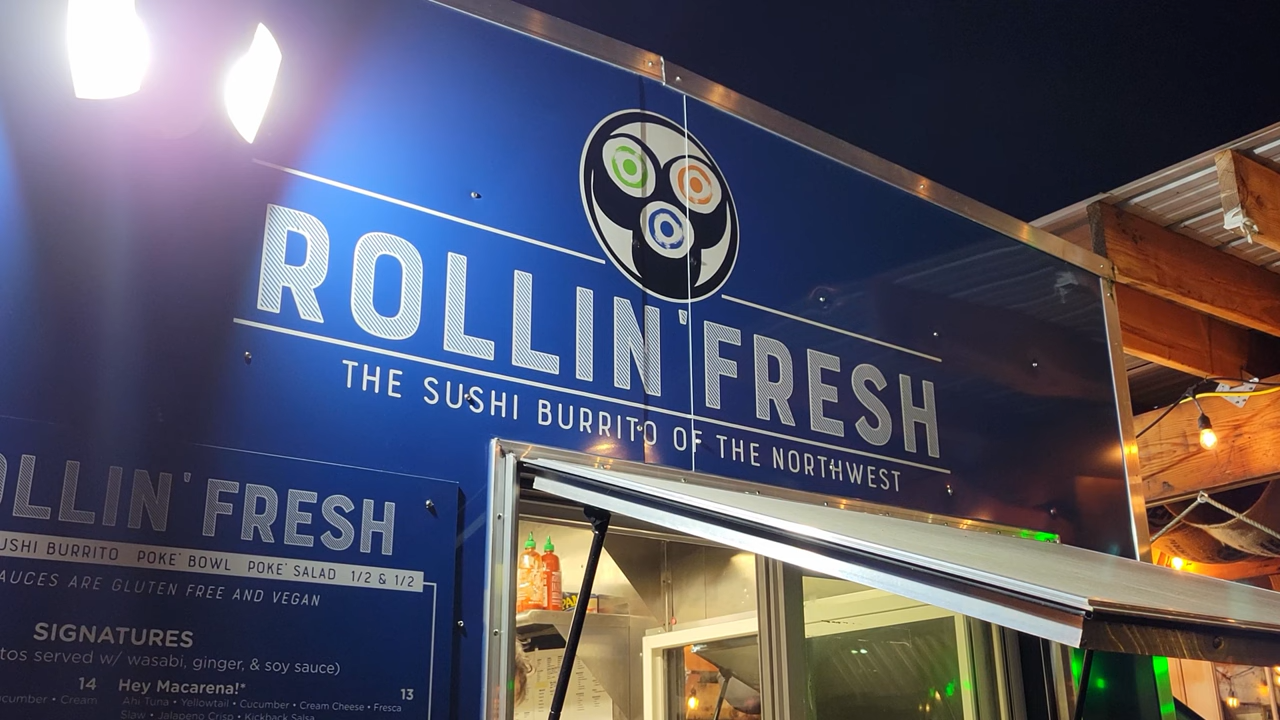 ROLLIN' FRESH
THE SUSHI BURRITO OF THE NORTHWEST
OLLIN' FRESH
USHI BURRITO POKE' BOWL POKE' SALAD 1/2 & 1/2
AUCES ARE GLUTEN FREE AND VEGAN
SIGNATURES
tos served w/ wasabi, ginger, & soy sauce)
14 Hey Macarena!* 13
cumber • Cream Ahi Tuna • Yellowtail • Cucumber • Cream Cheese • Fresca
Slaw • Jalapeno Crisp • Kickback Salsa